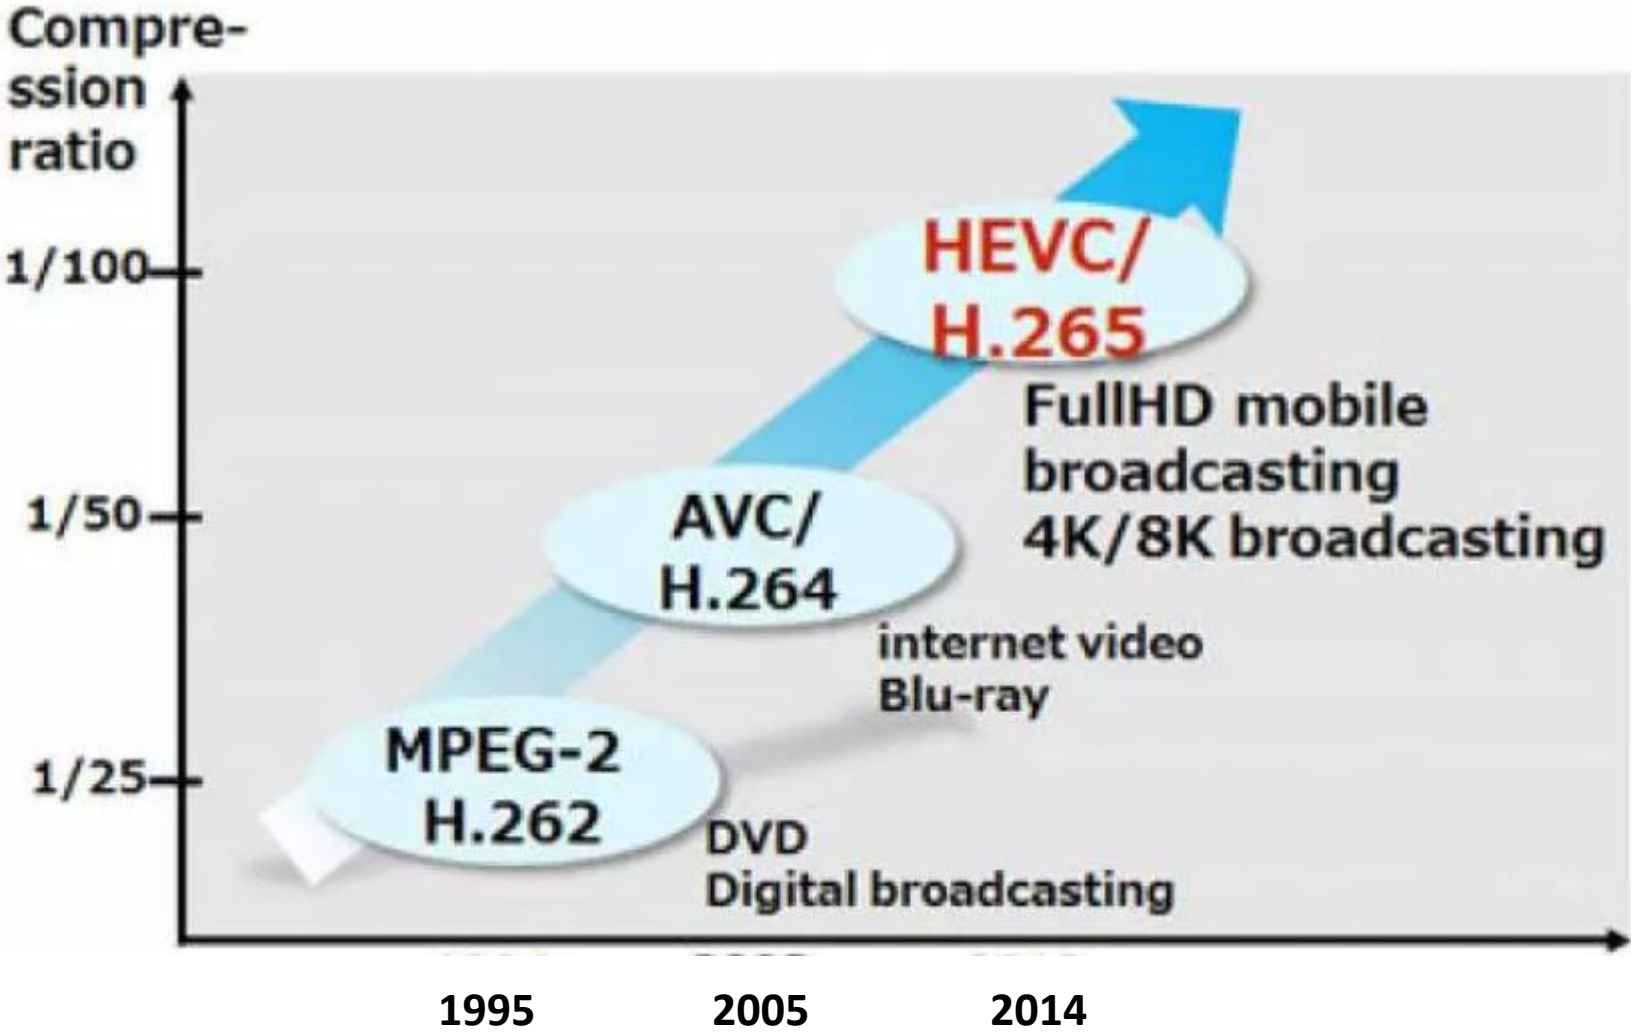 Compre-
ssion
ratio
1/100
1/50
1/25
HEVC/
H.265
FullHD mobile
broadcasting
4K/8K broadcasting
AVC/
H.264
internet video
Blu-ray
MPEG-2
H.262
DVD
Digital broadcasting
1995
2005
2014